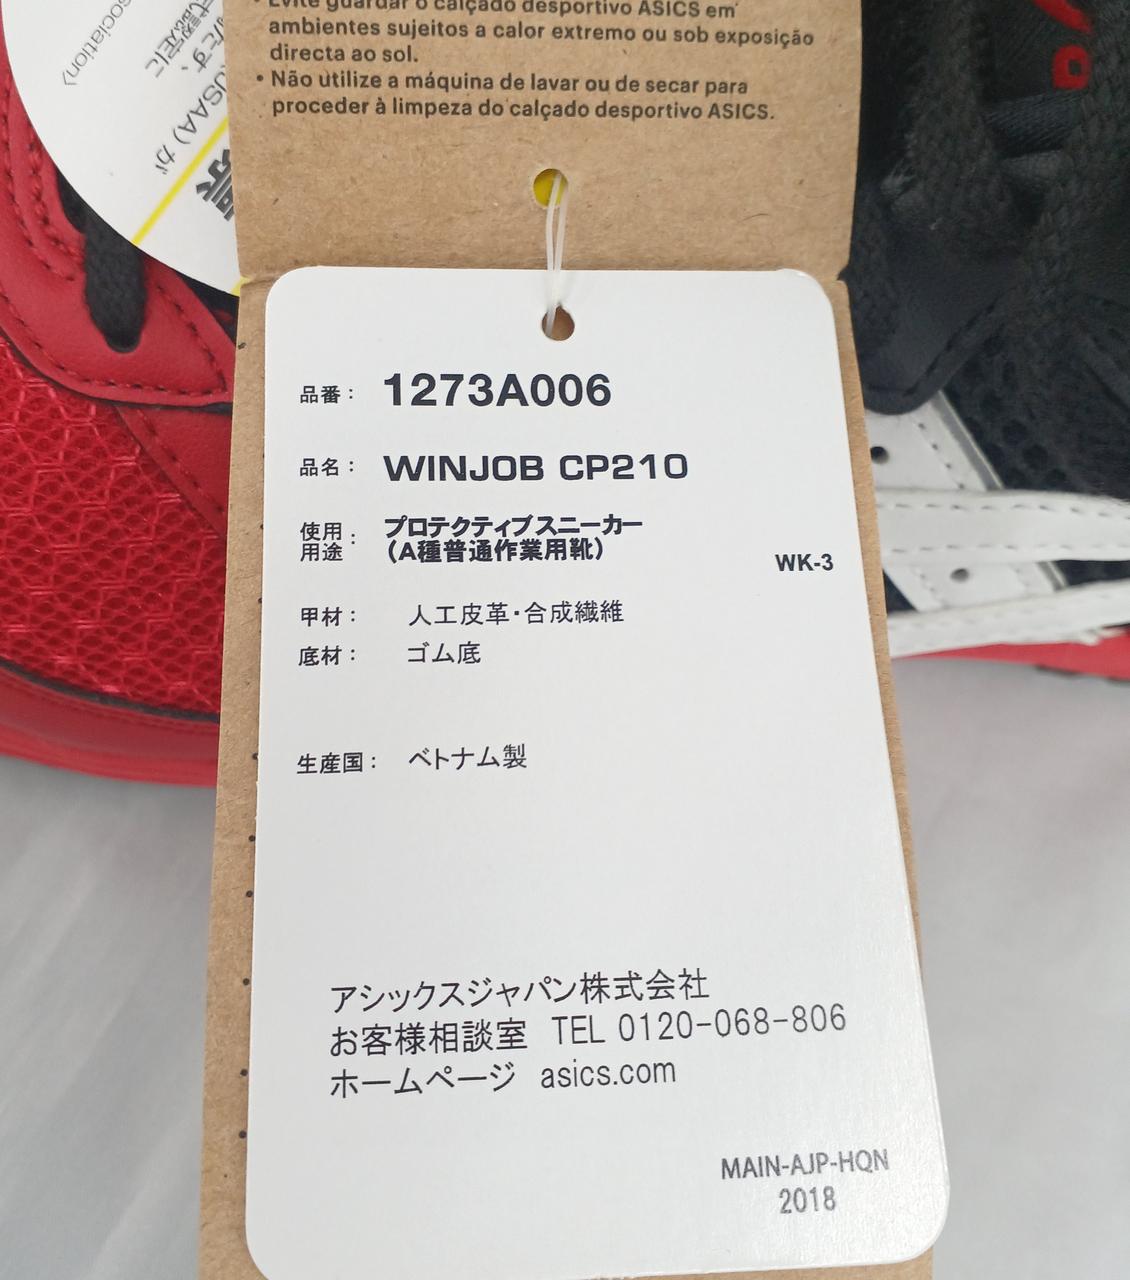 • Evite guardar o calçado desportivo ASICS em
ambientes sujeitos a calor extremo ou sob exposição
directa ao sol.
• Não utilize a máquina de lavar ou de secar para
proceder à limpeza do calçado desportivo ASICS.
品番： 1273A006
品名： WINJOB CP210
使用用途： プロテクティブスニーカー
（A種普通作業用靴）
WK-3
甲材： 人工皮革・合成繊維
底材： ゴム底
生産国： ベトナム製
アシックスジャパン株式会社
お客様相談室 TEL 0120-068-806
ホームページ asics.com
MAIN-AJP-HQN
2018